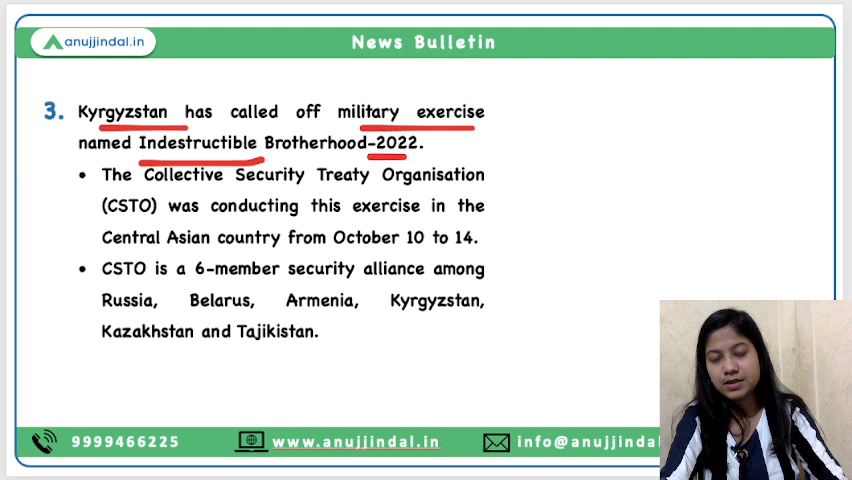 anujjindal.in
News Bulletin
3. Kyrgyzstan has called off military exercise
named Indestructible Brotherhood-2022.
• The Collective Security Treaty Organisation
(CSTO) was conducting this exercise in the
Central Asian country from October 10 to 14.
• CSTO is a 6-member security alliance among
Russia, Belarus, Armenia, Kyrgyzstan,
Kazakhstan and Tajikistan.
9999466225 www.anujjindal.in info@anujjindal